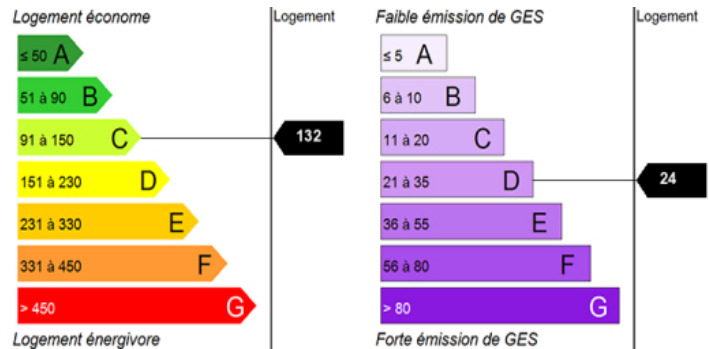 Logement économe
Logement
≤ 50 A
51 à 90 B
91 à 150 C
132
151 à 230 D
231 à 330 E
331 à 450 F
> 450 G
Logement énergivore
Faible émission de GES
Logement
≤ 5 A
6 à 10 B
11 à 20 C
21 à 35 D
24
36 à 55 E
56 à 80 F
> 80 G
Forte émission de GES